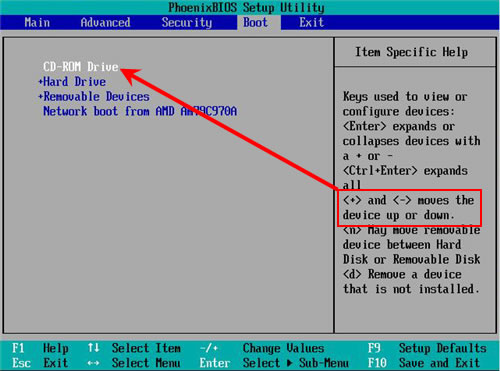 PhoenixBIOS Setup Utility
Main Advanced Security Boot Exit
CD-ROM Drive
+Hard Drive
+Removable Devices
Network boot from AMD Am79C970A
Item Specific Help
Keys used to view or
configure devices:
<Enter> expands or
collapses devices with
a + or -
<Ctrl+Enter> expands
all
<+> and <-> moves the
device up or down.
<n> May move removable
device between Hard
Disk or Removable Disk
<d> Remove a device
that is not installed.
F1 Help ↑↓ Select Item -/+ Change Values F9 Setup Defaults
Esc Exit ↔ Select Menu Enter Select ▶ Sub-Menu F10 Save and Exit